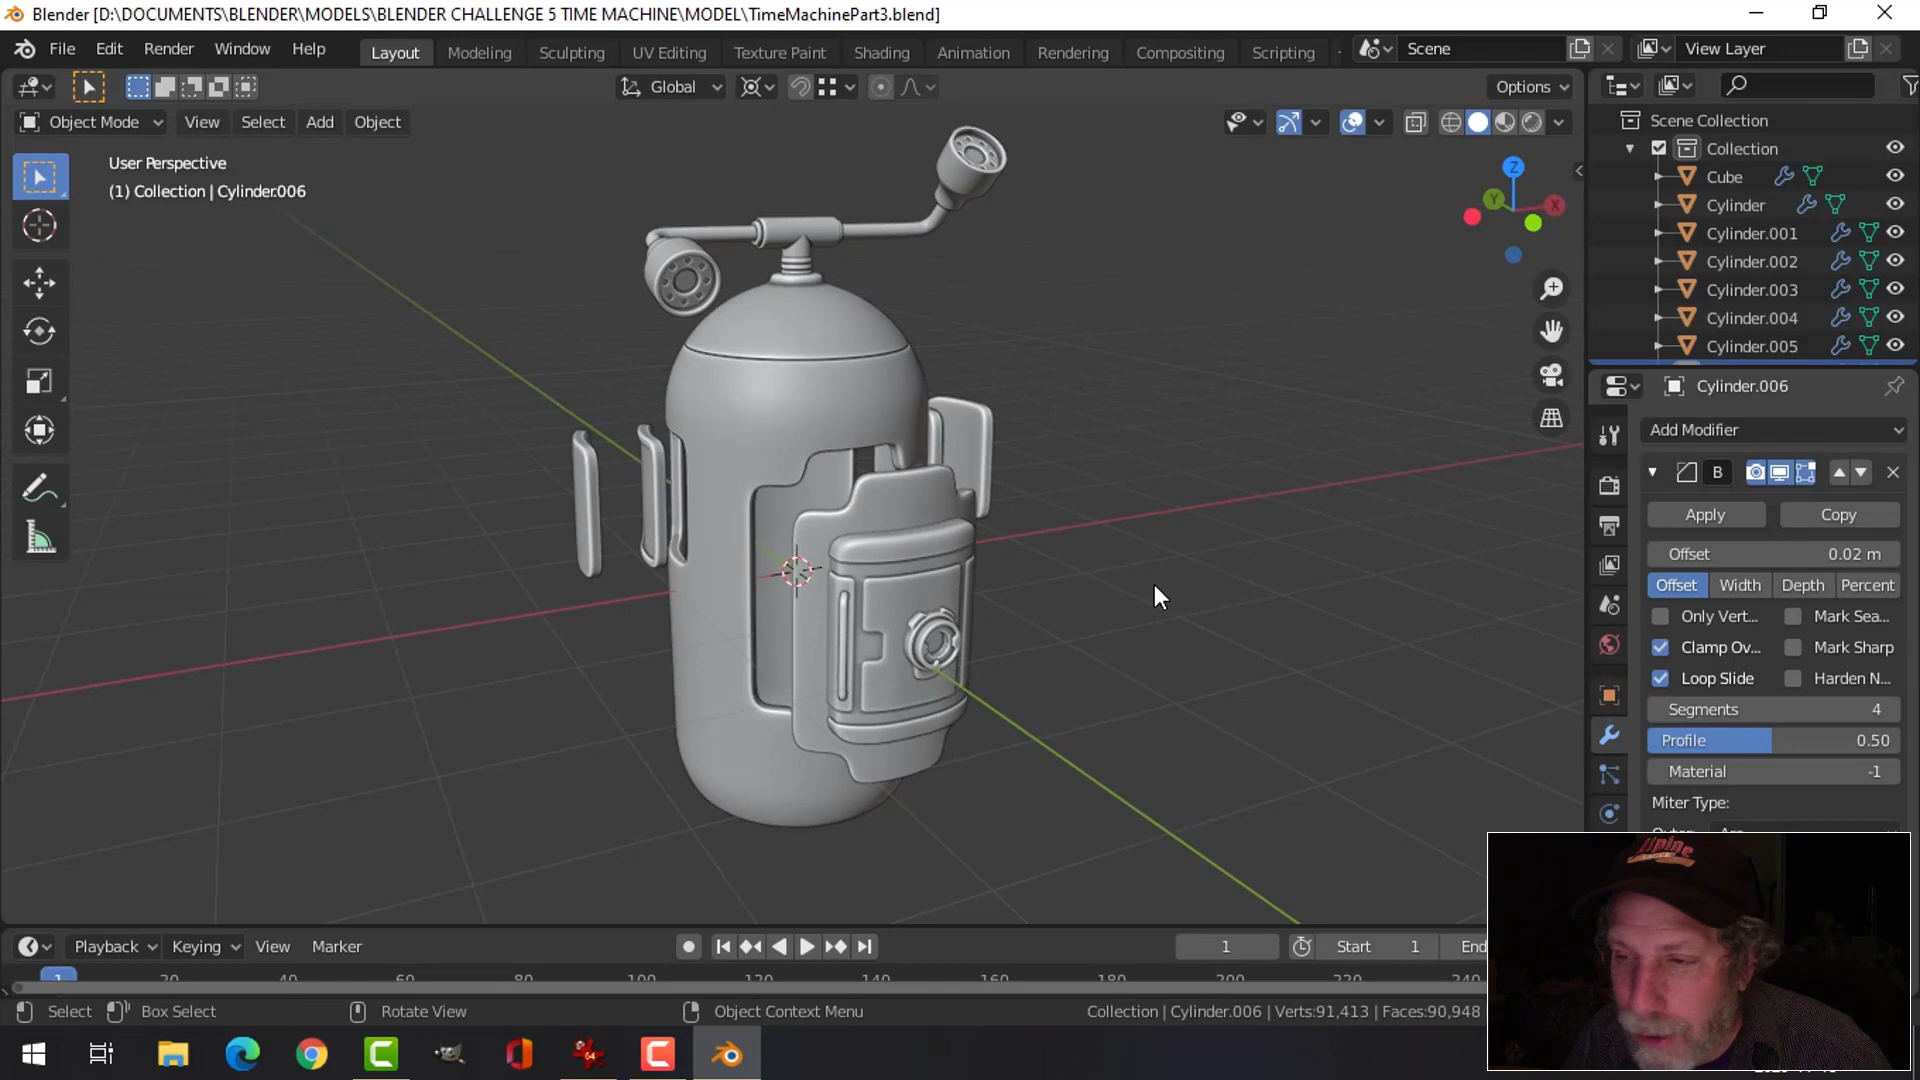 Blender [D:\DOCUMENTS\BLENDER\MODELS\BLENDER CHALLENGE 5 TIME MACHINE\MODEL\TimeMachinePart3.blend]
File Edit Render Window Help Layout Modeling Sculpting UV Editing Texture Paint Shading Animation Rendering Compositing Scripting Scene View Layer
Global Options
Object Mode View Select Add Object
User Perspective
(1) Collection | Cylinder.006
Z
Y
X
Scene Collection
Collection
Cube
Cylinder
Cylinder.001
Cylinder.002
Cylinder.003
Cylinder.004
Cylinder.005
Cylinder.006
Add Modifier
B
Apply Copy
Offset 0.02 m
Offset Width Depth Percent
Only Vert... Mark Sea...
Clamp Ov... Mark Sharp
Loop Slide Harden N...
Segments 4
Profile 0.50
Material -1
Miter Type:
Alpine
Playback Keying View Marker 1 Start 1 End
1 20 40 60 80 100 120 140 160 180 200 220 240
Select Box Select Rotate View Object Context Menu Collection | Cylinder.006 | Verts:91,413 | Faces:90,948
64